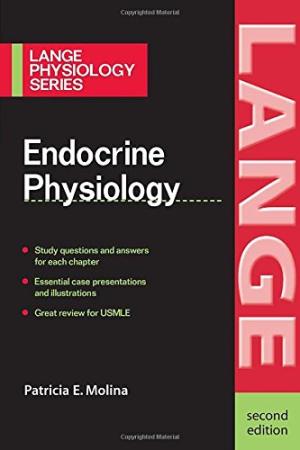 LANGE
PHYSIOLOGY
SERIES
LANGE
Endocrine
Physiology
Study questions and answers
for each chapter
Essential case presentations
and illustrations
Great review for USMLE
Patricia E. Molina
second
edition